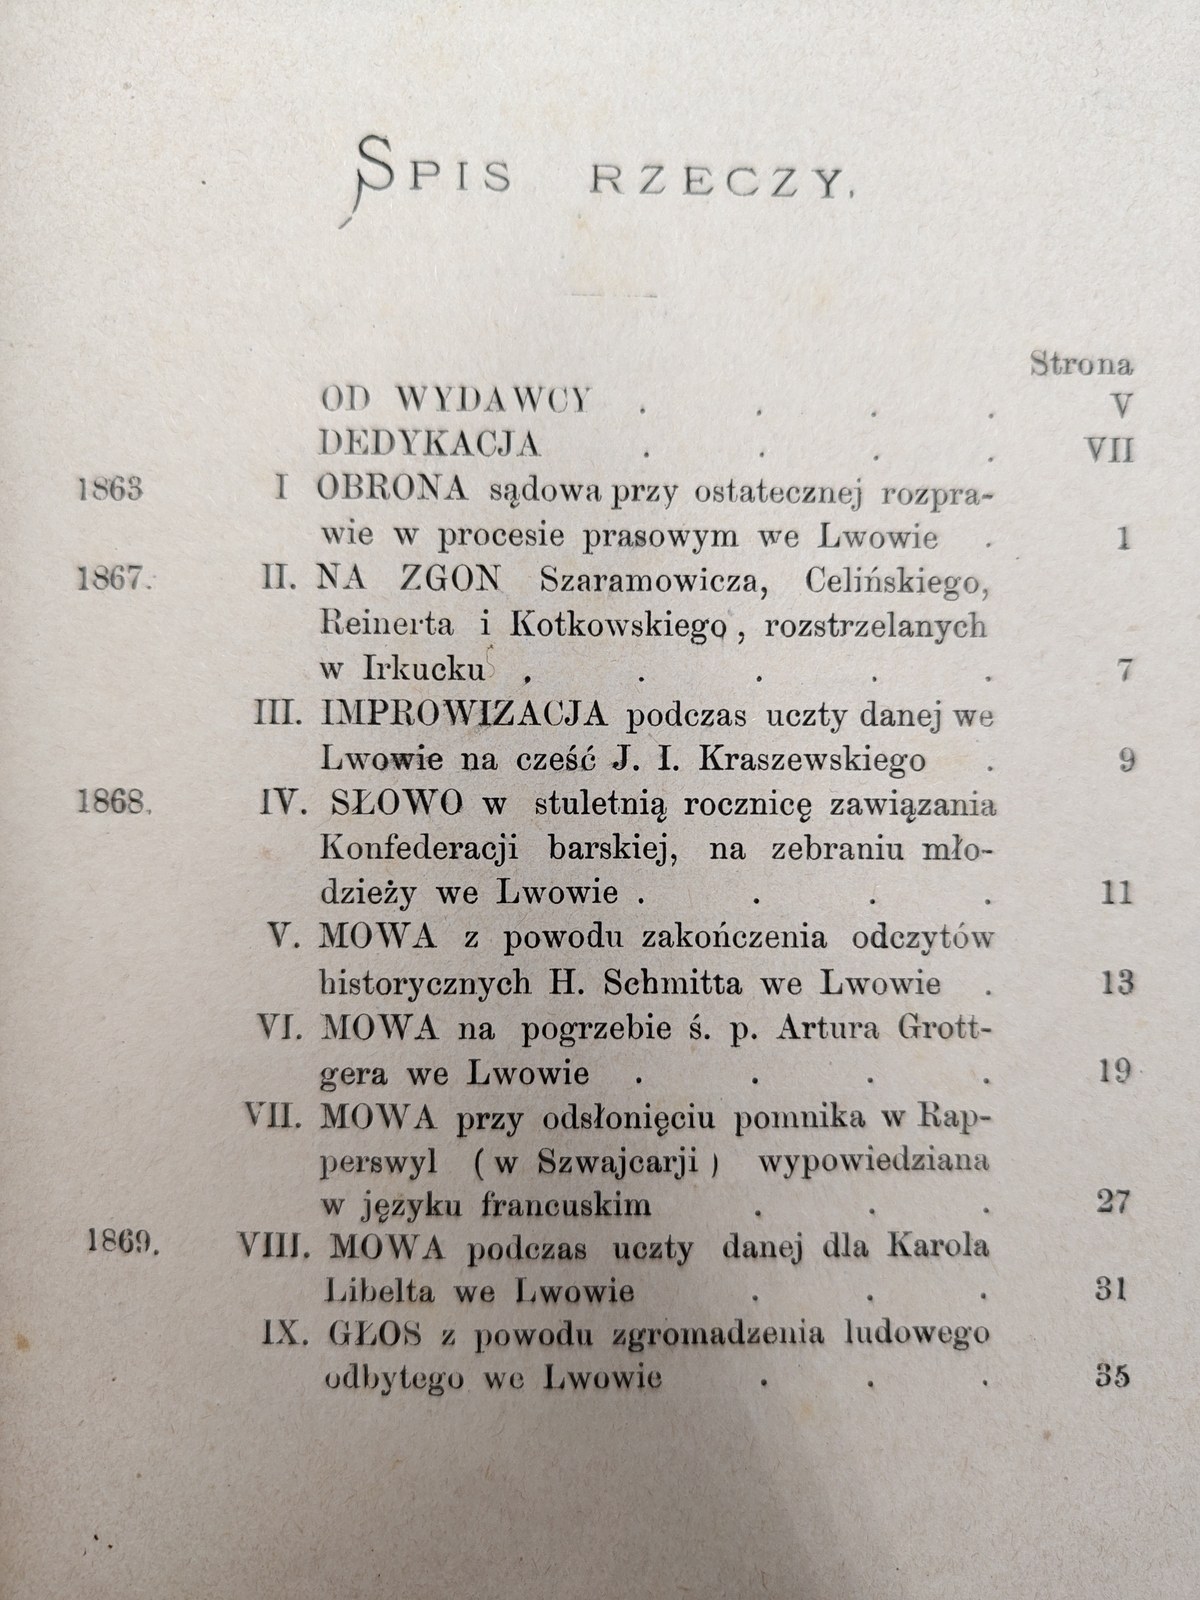 SPIS RZECZY.
Strona
OD WYDAWCY . . . . V
DEDYKACJA . . . . VII
1863 I OBRONA sądowa przy ostatecznej rozpra-
wie w procesie prasowym we Lwowie . 1
1867. II. NA ZGON Szaramowicza, Celińskiego,
Reinerta i Kotkowskiego, rozstrzelanych
w Irkucku . . . . . 7
III. IMPROWIZACJA podczas uczty danej we
Lwowie na cześć J. I. Kraszewskiego . 9
1868. IV. SŁOWO w stuletnią rocznicę zawiązania
Konfederacji barskiej, na zebraniu mło-
dzieży we Lwowie . . . . 11
V. MOWA z powodu zakończenia odczytów
historycznych H. Schmitta we Lwowie . 13
VI. MOWA na pogrzebie ś. p. Artura Grott-
gera we Lwowie . . . . 19
VII. MOWA przy odsłonięciu pomnika w Rap-
perswyl (w Szwajcarji) wypowiedziana
w języku francuskim . . . 27
1869. VIII. MOWA podczas uczty danej dla Karola
Libelta we Lwowie . . . 31
IX. GŁOS z powodu zgromadzenia ludowego
odbytego we Lwowie . . . 35